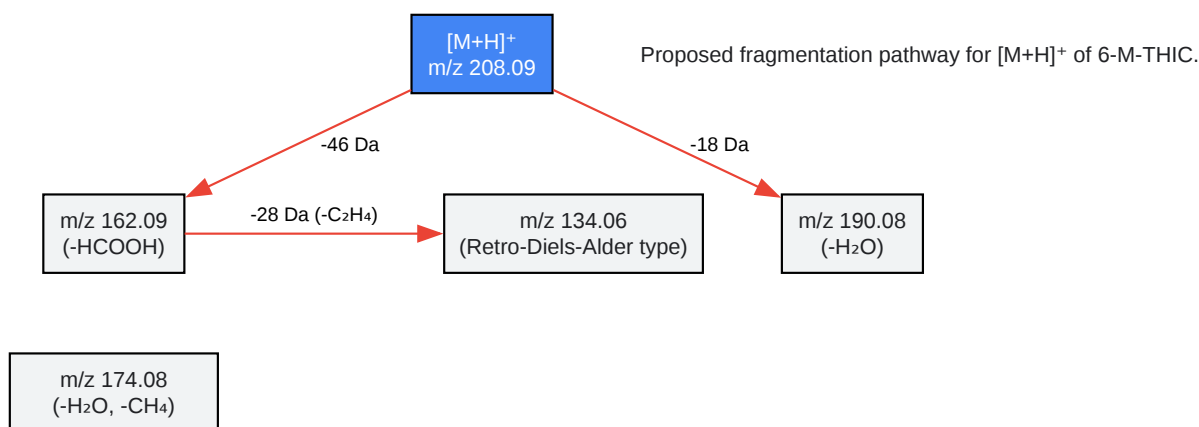 [M+H]⁺
m/z 208.09
Proposed fragmentation pathway for [M+H]⁺ of 6-M-THIC.
-46 Da
-18 Da
m/z 162.09
(-HCOOH)
-28 Da (-C₂H₄)
m/z 134.06
(Retro-Diels-Alder type)
m/z 190.08
(-H₂O)
m/z 174.08
(-H₂O, -CH₄)